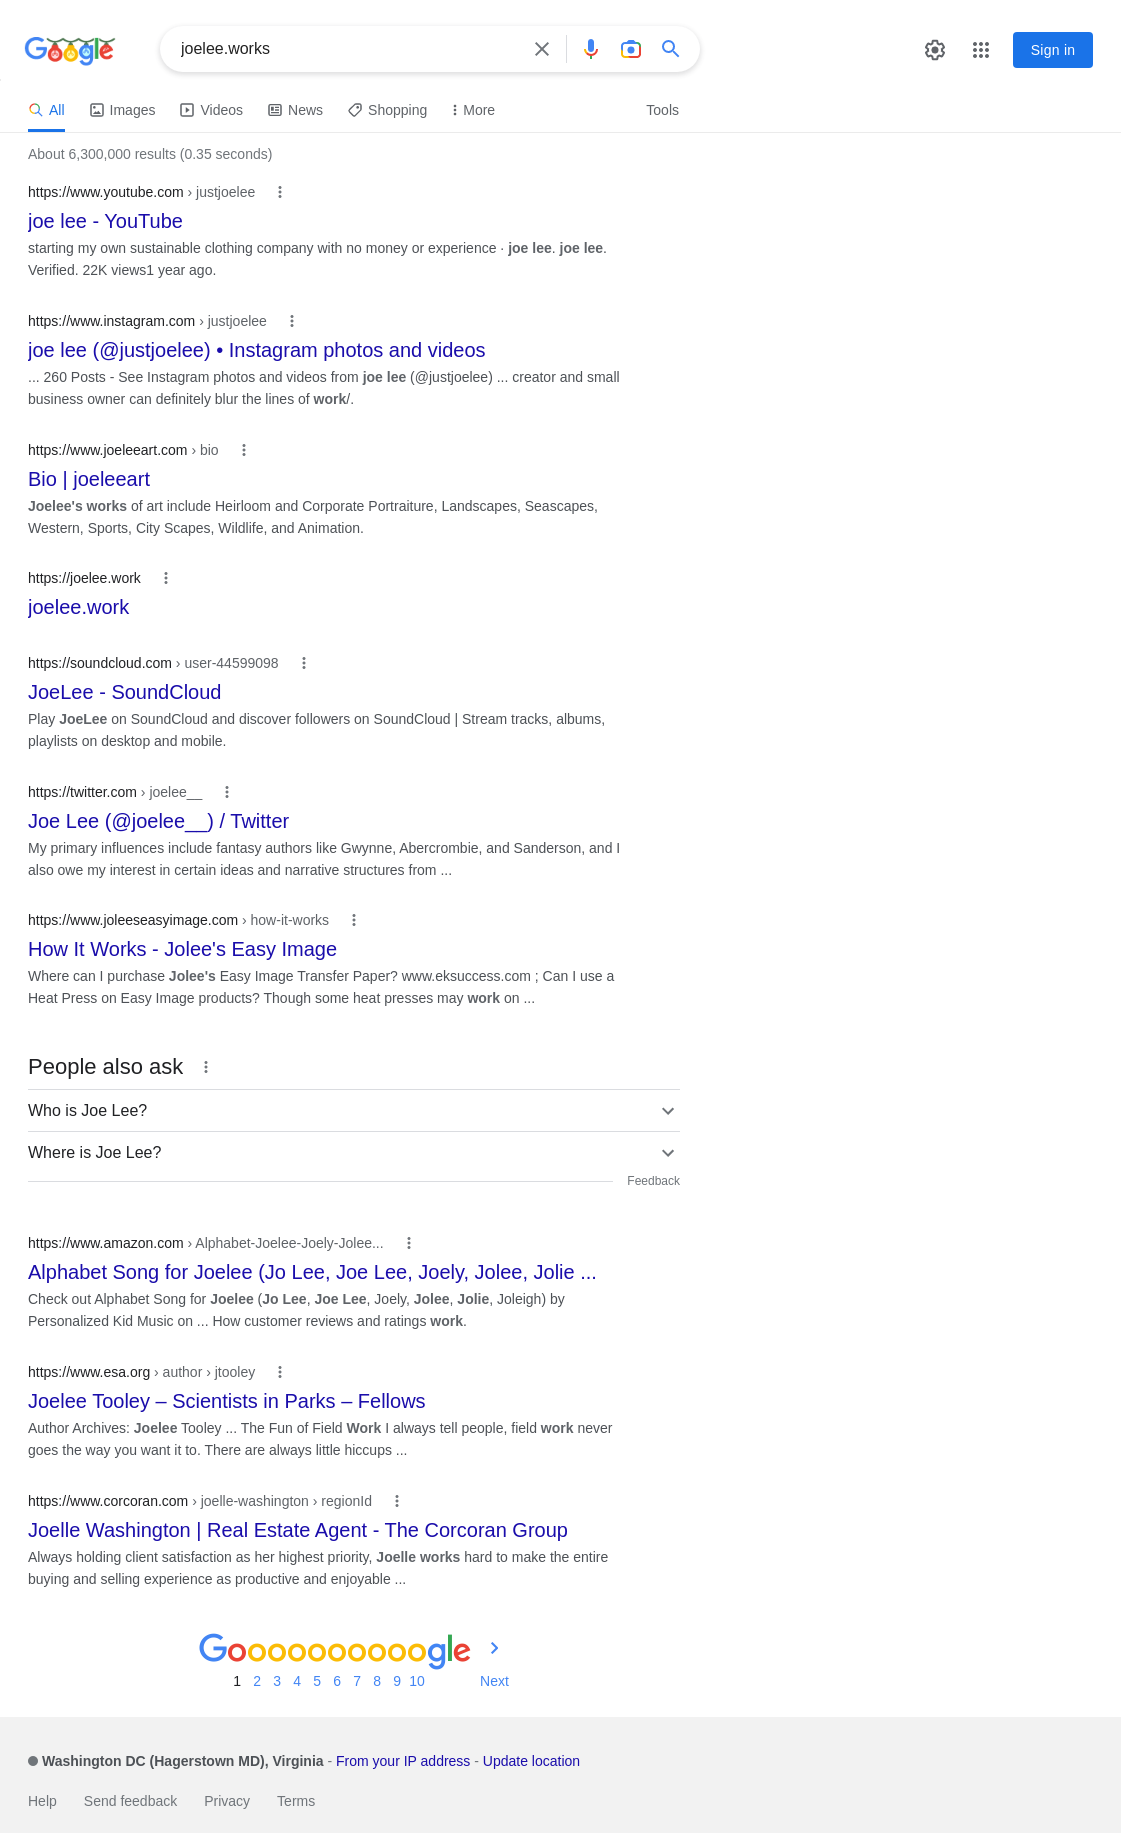 Google
joelee.works
Sign in
All Images Videos News Shopping More Tools
About 6,300,000 results (0.35 seconds)
https://www.youtube.com › justjoelee
joe lee - YouTube
starting my own sustainable clothing company with no money or experience · joe lee. joe lee.
Verified. 22K views1 year ago.
https://www.instagram.com › justjoelee
joe lee (@justjoelee) • Instagram photos and videos
... 260 Posts - See Instagram photos and videos from joe lee (@justjoelee) ... creator and small
business owner can definitely blur the lines of work/.
https://www.joeleeart.com › bio
Bio | joeleeart
Joelee's works of art include Heirloom and Corporate Portraiture, Landscapes, Seascapes,
Western, Sports, City Scapes, Wildlife, and Animation.
https://joelee.work
joelee.work
https://soundcloud.com › user-44599098
JoeLee - SoundCloud
Play JoeLee on SoundCloud and discover followers on SoundCloud | Stream tracks, albums,
playlists on desktop and mobile.
https://twitter.com › joelee__
Joe Lee (@joelee__) / Twitter
My primary influences include fantasy authors like Gwynne, Abercrombie, and Sanderson, and I
also owe my interest in certain ideas and narrative structures from ...
https://www.joleeseasyimage.com › how-it-works
How It Works - Jolee's Easy Image
Where can I purchase Jolee's Easy Image Transfer Paper? www.eksuccess.com ; Can I use a
Heat Press on Easy Image products? Though some heat presses may work on ...
People also ask
Who is Joe Lee?
Where is Joe Lee?
Feedback
https://www.amazon.com › Alphabet-Joelee-Joely-Jolee...
Alphabet Song for Joelee (Jo Lee, Joe Lee, Joely, Jolee, Jolie ...
Check out Alphabet Song for Joelee (Jo Lee, Joe Lee, Joely, Jolee, Jolie, Joleigh) by
Personalized Kid Music on ... How customer reviews and ratings work.
https://www.esa.org › author › jtooley
Joelee Tooley – Scientists in Parks – Fellows
Author Archives: Joelee Tooley ... The Fun of Field Work I always tell people, field work never
goes the way you want it to. There are always little hiccups ...
https://www.corcoran.com › joelle-washington › regionId
Joelle Washington | Real Estate Agent - The Corcoran Group
Always holding client satisfaction as her highest priority, Joelle works hard to make the entire
buying and selling experience as productive and enjoyable ...
Goooooooooogle
1 2 3 4 5 6 7 8 9 10 Next
Washington DC (Hagerstown MD), Virginia - From your IP address - Update location
Help Send feedback Privacy Terms